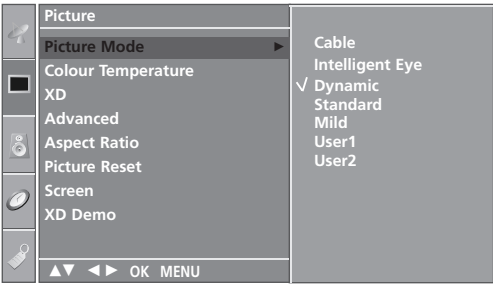 Picture
Picture Mode ►
Colour Temperature
XD
Advanced
Aspect Ratio
Picture Reset
Screen
XD Demo
▲▼ ◄► OK MENU
Cable
Intelligent Eye
√ Dynamic
Standard
Mild
User1
User2